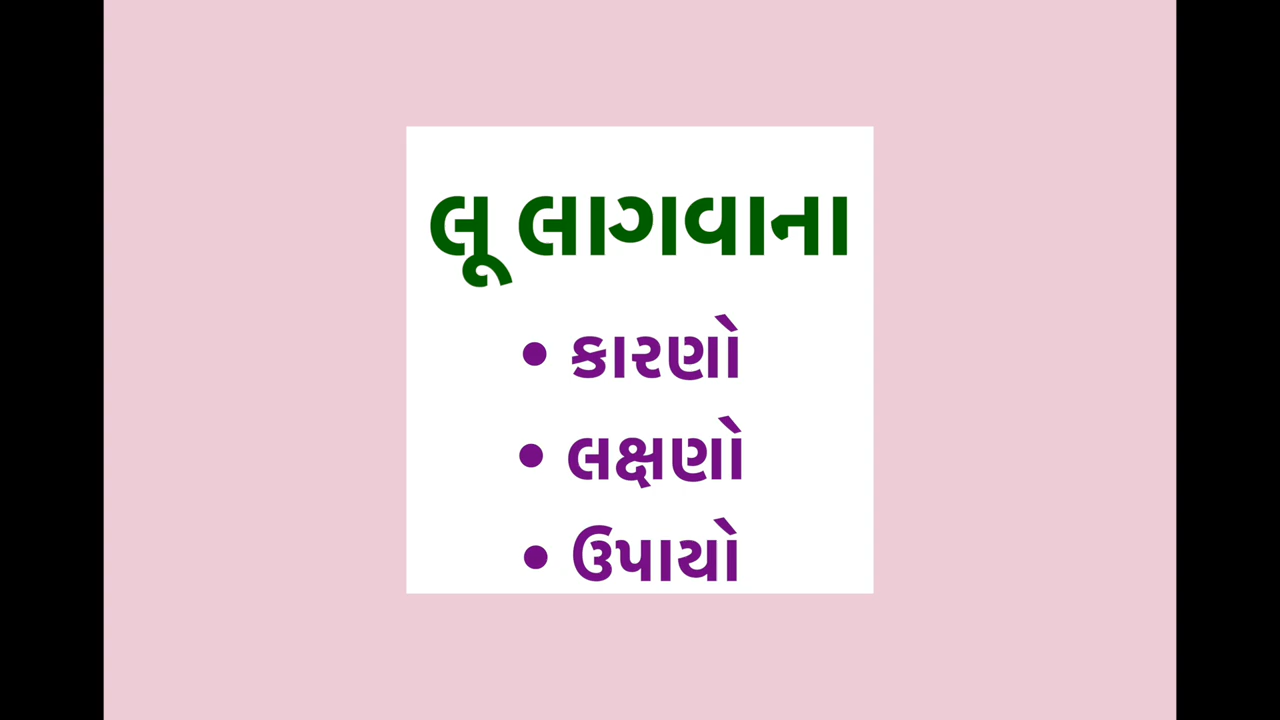 લૂ લાગવાના
• કારણો
• લક્ષણો
• ઉપાયો